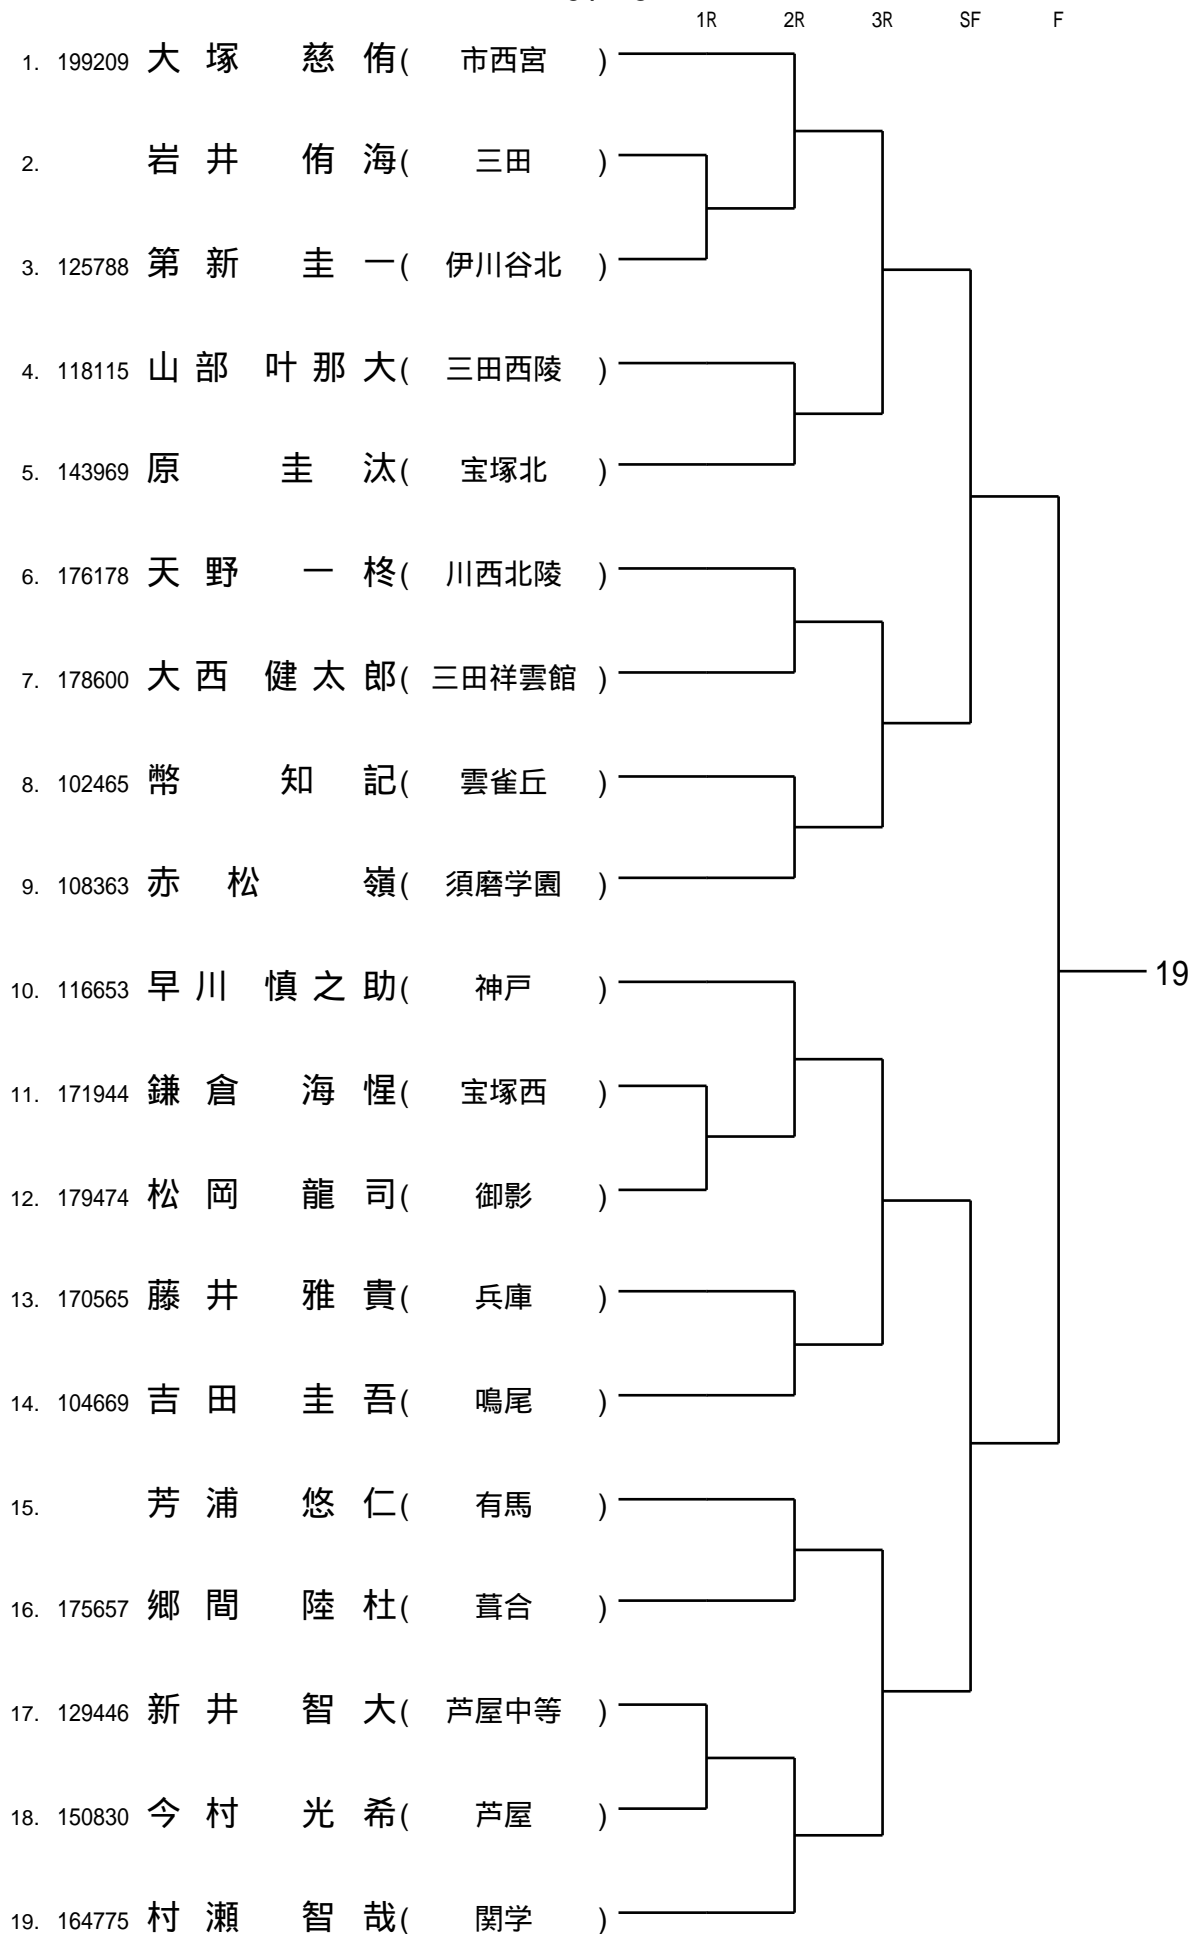 1R 2R 3R SF F
1. 199209 大塚 慈侑( 市西宮 )
2. 岩井 侑海( 三田 )
3. 125788 第新 圭一( 伊川谷北 )
4. 118115 山部 叶那大( 三田西陵 )
5. 143969 原 圭汰( 宝塚北 )
6. 176178 天野 一柊( 川西北陵 )
7. 178600 大西 健太郎( 三田祥雲館 )
8. 102465 幣 知記( 雲雀丘 )
9. 108363 赤松 嶺( 須磨学園 )
10. 116653 早川 慎之助( 神戸 )
19
11. 171944 鎌倉 海惺( 宝塚西 )
12. 179474 松岡 龍司( 御影 )
13. 170565 藤井 雅貴( 兵庫 )
14. 104669 吉田 圭吾( 鳴尾 )
15. 芳浦 悠仁( 有馬 )
16. 175657 郷間 陸杜( 葺合 )
17. 129446 新井 智大( 芦屋中等 )
18. 150830 今村 光希( 芦屋 )
19. 164775 村瀬 智哉( 関学 )